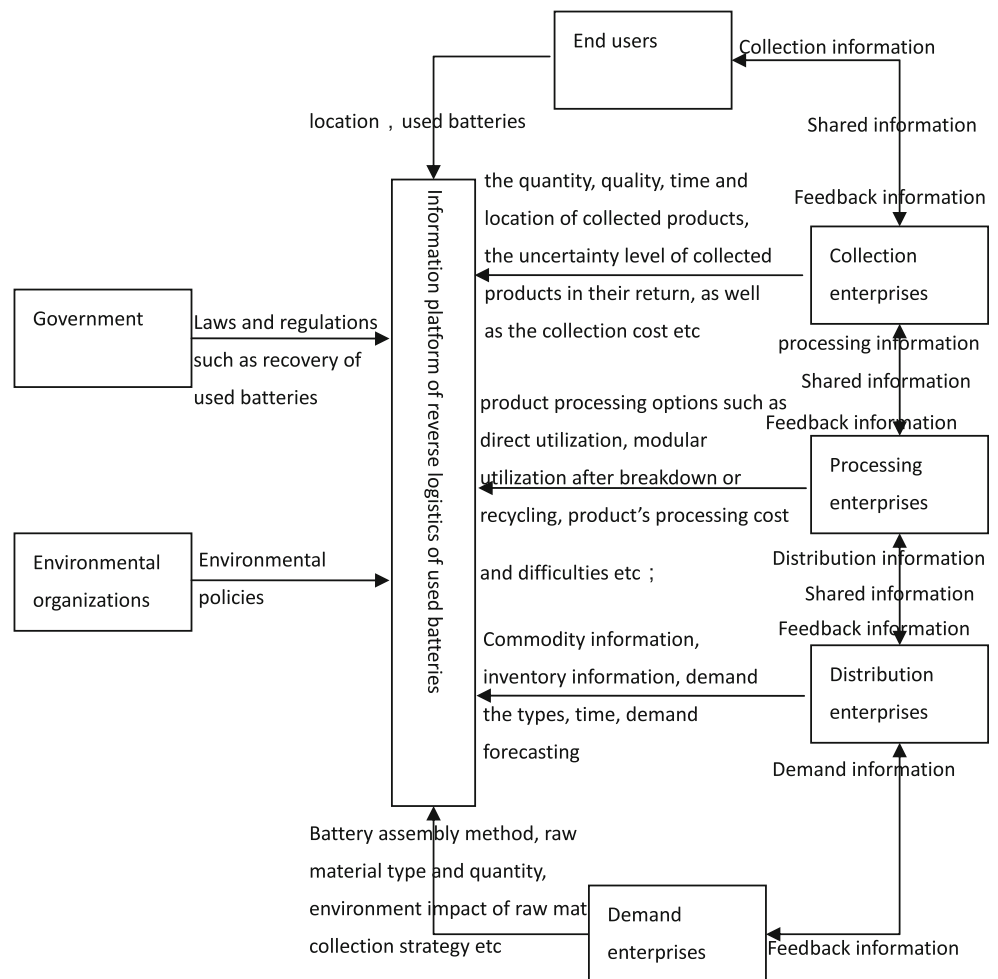 End users
Collection information
location，used batteries
Shared information
the quantity, quality, time and
location of collected products,
the uncertainty level of collected
products in their return, as well
as the collection cost etc
Feedback information
Collection
enterprises
Government
Laws and regulations
such as recovery of
used batteries
Information platform of reverse logistics of used batteries
processing information
Shared information
Feedback information
product processing options such as
direct utilization, modular
utilization after breakdown or
recycling, product’s processing cost
and difficulties etc；
Processing
enterprises
Environmental
organizations
Environmental
policies
Distribution information
Shared information
Feedback information
Commodity information,
inventory information, demand
the types, time, demand
forecasting
Distribution
enterprises
Demand information
Battery assembly method, raw
material type and quantity,
environment impact of raw mat
collection strategy etc
Demand
enterprises
Feedback information